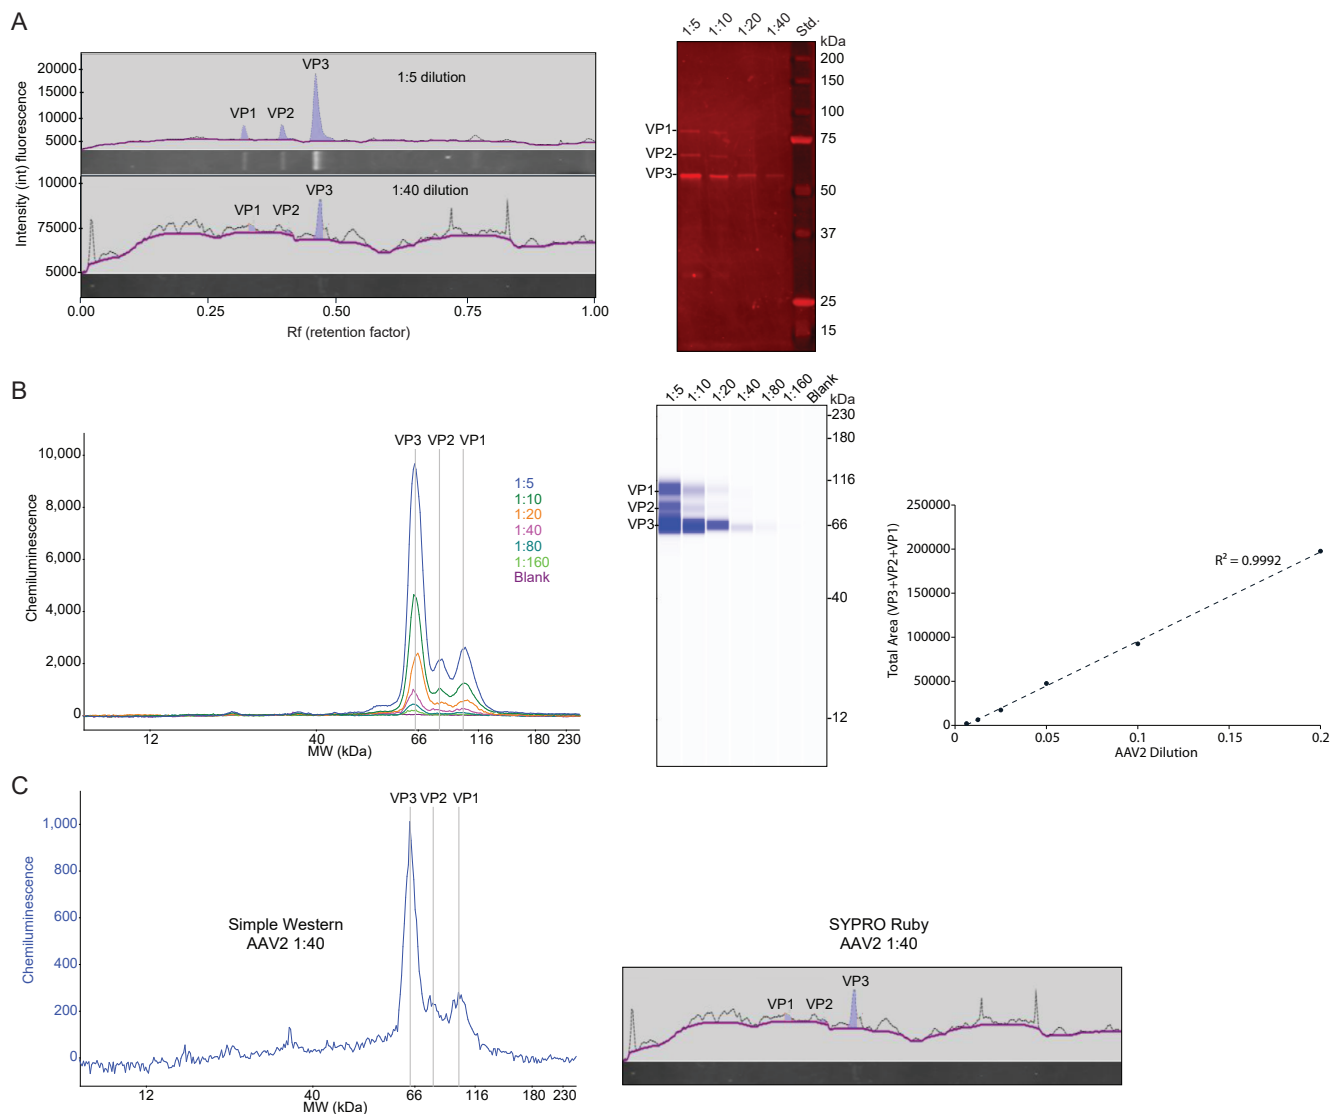 A
Intensity (int) fluorescence
20000
15000
10000
5000
VP1
VP2
VP3
1:5 dilution
10000
75000
5000
VP1
VP2
VP3
1:40 dilution
0.00
0.25
0.50
0.75
1.00
Rf (retention factor)
1:5
1:10
1:20
1:40
Std.
kDa
200
150
100
75
50
37
25
15
VP1
VP2
VP3
B
Chemiluminescence
10,000
8,000
6,000
4,000
2,000
0
VP3
VP2
VP1
1:5
1:10
1:20
1:40
1:80
1:160
Blank
12
40
66
116
180
230
MW (kDa)
1:5
1:10
1:20
1:40
1:80
1:160
Blank
kDa
230
180
116
66
40
12
VP1
VP2
VP3
Total Area (VP3+VP2+VP1)
250000
200000
150000
100000
50000
0
R² = 0.9992
0
0.05
0.1
0.15
0.2
AAV2 Dilution
C
Chemiluminescence
1,000
800
600
400
200
0
VP3
VP2
VP1
Simple Western
AAV2 1:40
12
40
66
116
180
230
MW (kDa)
SYPRO Ruby
AAV2 1:40
VP1
VP2
VP3